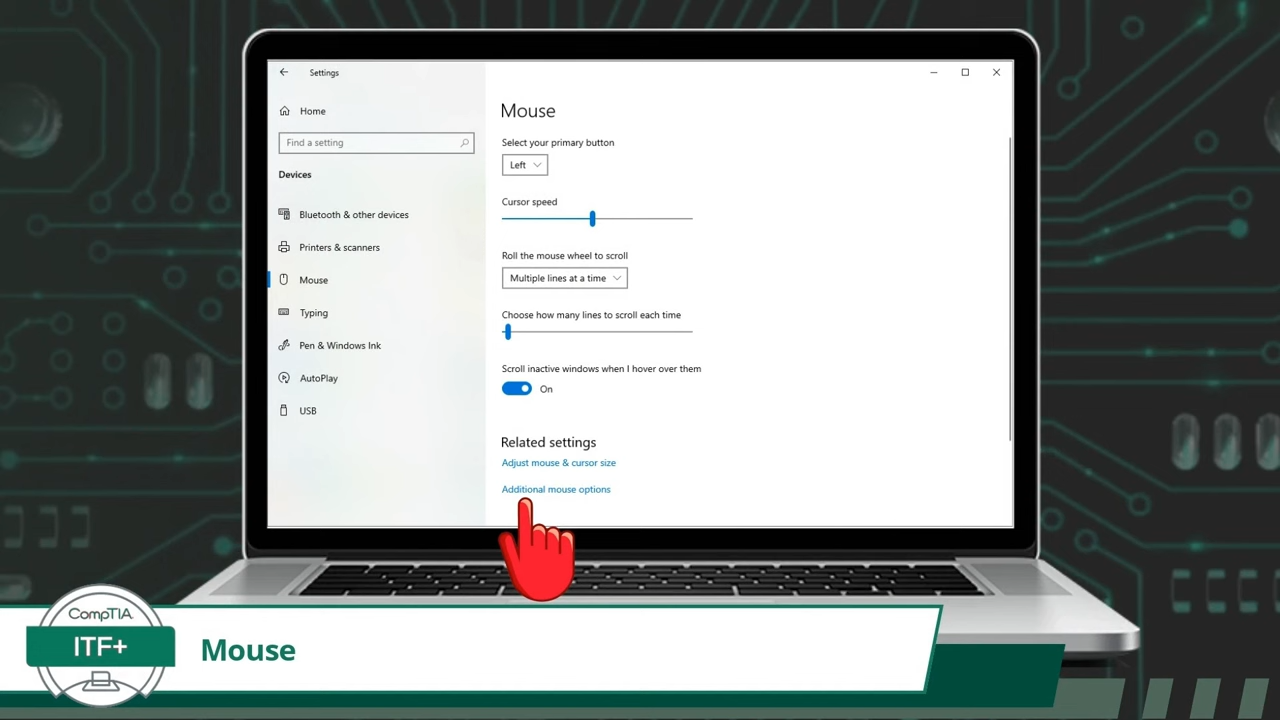 Settings
Home
Find a setting
Devices
Bluetooth & other devices
Printers & scanners
Mouse
Typing
Pen & Windows Ink
AutoPlay
USB
Mouse
Select your primary button
Left
Cursor speed
Roll the mouse wheel to scroll
Multiple lines at a time
Choose how many lines to scroll each time
Scroll inactive windows when I hover over them
On
Related settings
Adjust mouse & cursor size
Additional mouse options
CompTIA
ITF+
Mouse